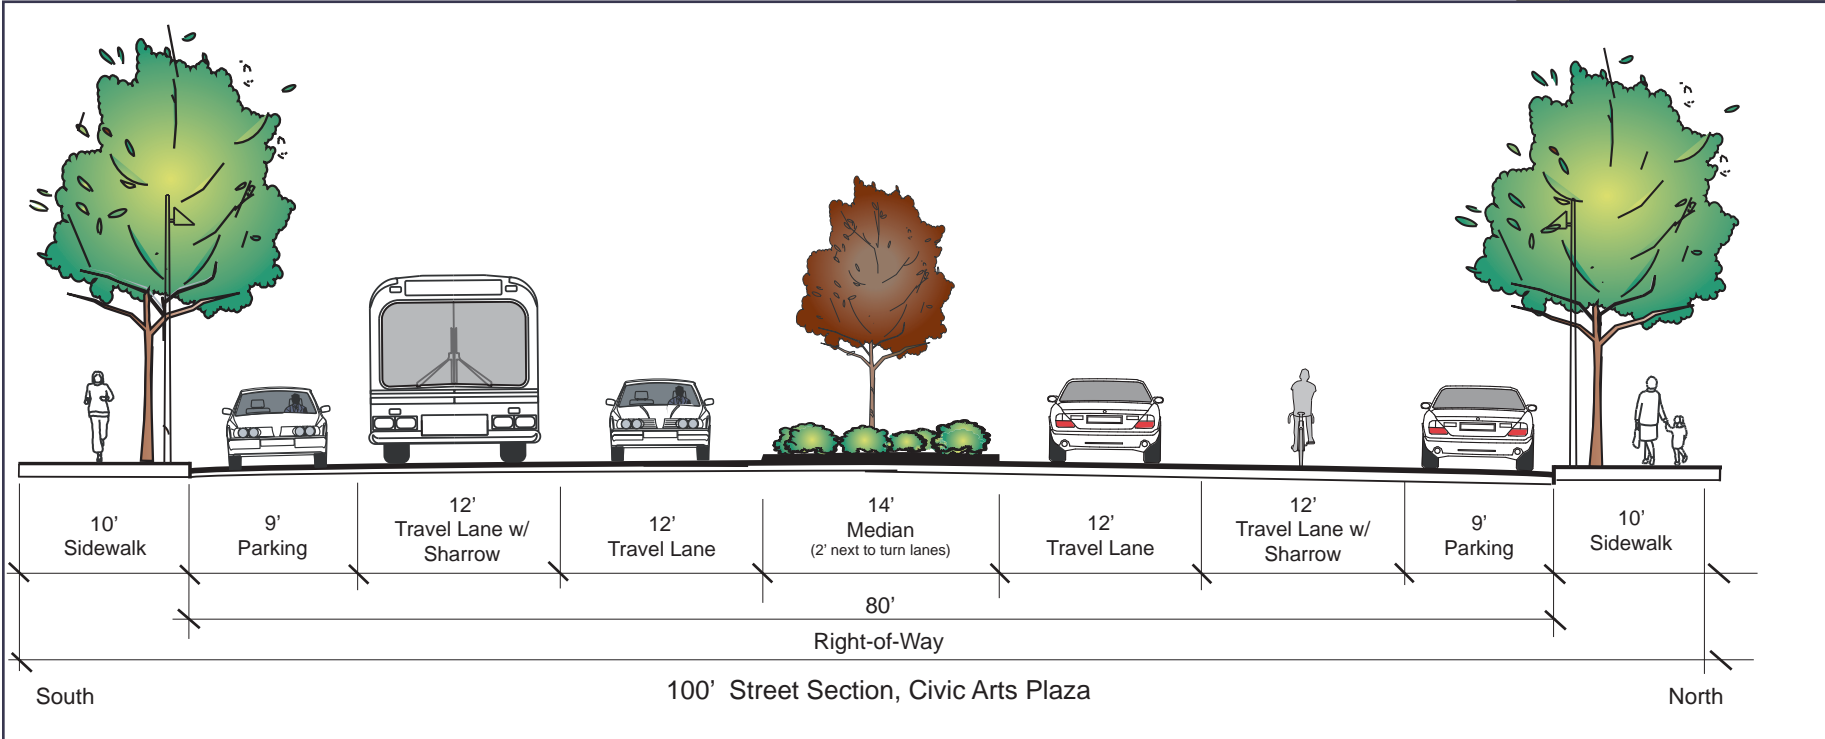 10’
Sidewalk
9’
Parking
12’
Travel Lane w/
Sharrow
12’
Travel Lane
14’
Median
(2’ next to turn lanes)
12’
Travel Lane
12’
Travel Lane w/
Sharrow
9’
Parking
10’
Sidewalk
80’
Right-of-Way
South
100’ Street Section, Civic Arts Plaza
North